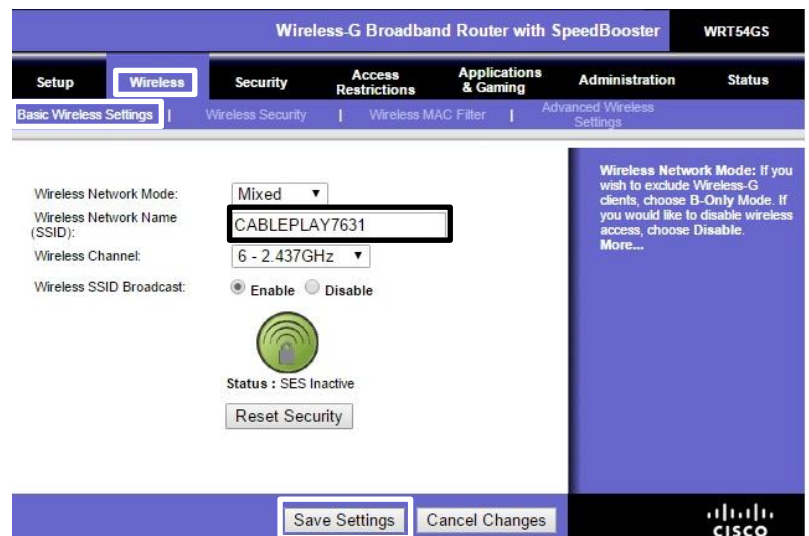 Wireless-G Broadband Router with SpeedBooster WRT54GS
Setup Wireless Security Access Restrictions Applications & Gaming Administration Status
Basic Wireless Settings | Wireless Security | Wireless MAC Filter | Advanced Wireless Settings
Wireless Network Mode: Mixed
Wireless Network Name (SSID): CABLEPLAY7631
Wireless Channel: 6 - 2.437GHz
Wireless SSID Broadcast: Enable Disable
Status : SES Inactive
Reset Security
Wireless Network Mode: If you
wish to exclude Wireless-G
clients, choose B-Only Mode. If
you would like to disable wireless
access, choose Disable.
More...
Save Settings Cancel Changes
CISCO